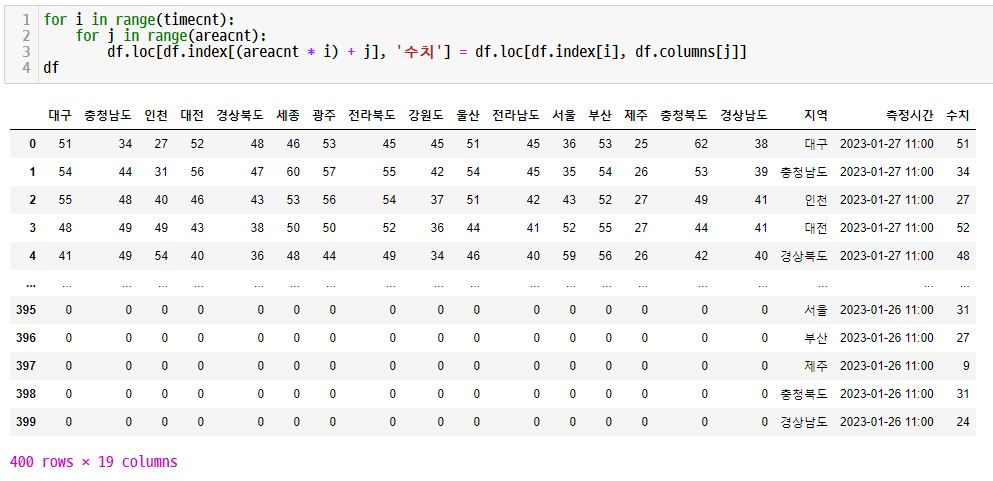 1 for i in range(timecnt):
2     for j in range(areacnt):
3         df.loc[df.index[(areacnt * i) + j], '수치'] = df.loc[df.index[i], df.columns[j]]
4 df
대구 충청남도 인천 대전 경상북도 세종 광주 전라북도 강원도 울산 전라남도 서울 부산 제주 충청북도 경상남도 지역 측정시간 수치
0 51 34 27 52 48 46 53 45 45 51 45 36 53 25 62 38 대구 2023-01-27 11:00 51
1 54 44 31 56 47 60 57 55 42 54 45 35 54 26 53 39 충청남도 2023-01-27 11:00 34
2 55 48 40 46 43 53 56 54 37 51 42 43 52 27 49 41 인천 2023-01-27 11:00 27
3 48 49 49 43 38 50 50 52 36 44 41 52 55 27 44 41 대전 2023-01-27 11:00 52
4 41 49 54 40 36 48 44 49 34 46 40 59 56 26 42 40 경상북도 2023-01-27 11:00 48
... ... ... ... ... ... ... ... ... ... ... ... ... ... ... ... ... ... ... ...
395 0 0 0 0 0 0 0 0 0 0 0 0 0 0 0 0 서울 2023-01-26 11:00 31
396 0 0 0 0 0 0 0 0 0 0 0 0 0 0 0 0 부산 2023-01-26 11:00 27
397 0 0 0 0 0 0 0 0 0 0 0 0 0 0 0 0 제주 2023-01-26 11:00 9
398 0 0 0 0 0 0 0 0 0 0 0 0 0 0 0 0 충청북도 2023-01-26 11:00 31
399 0 0 0 0 0 0 0 0 0 0 0 0 0 0 0 0 경상남도 2023-01-26 11:00 24
400 rows × 19 columns